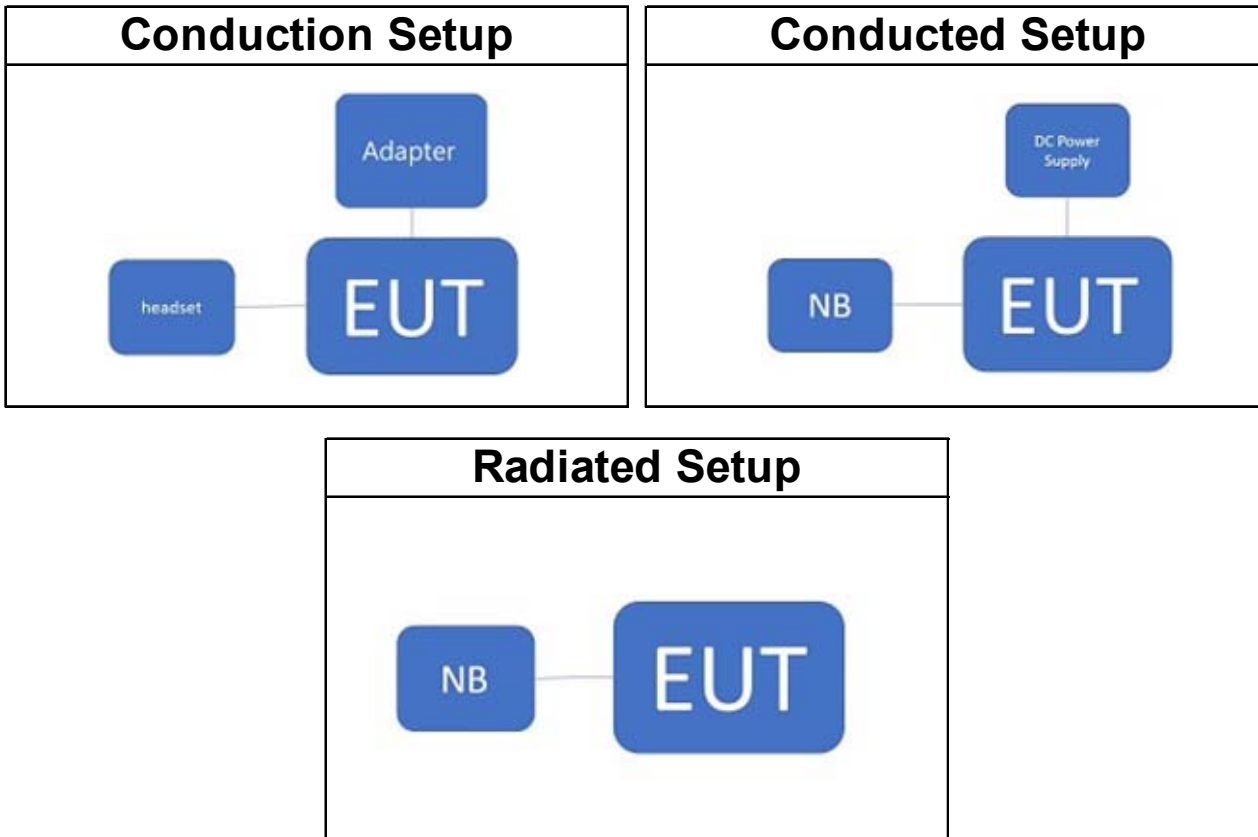 Conduction Setup
Adapter
headset
EUT
Conducted Setup
DC Power
Supply
NB
EUT
Radiated Setup
NB
EUT